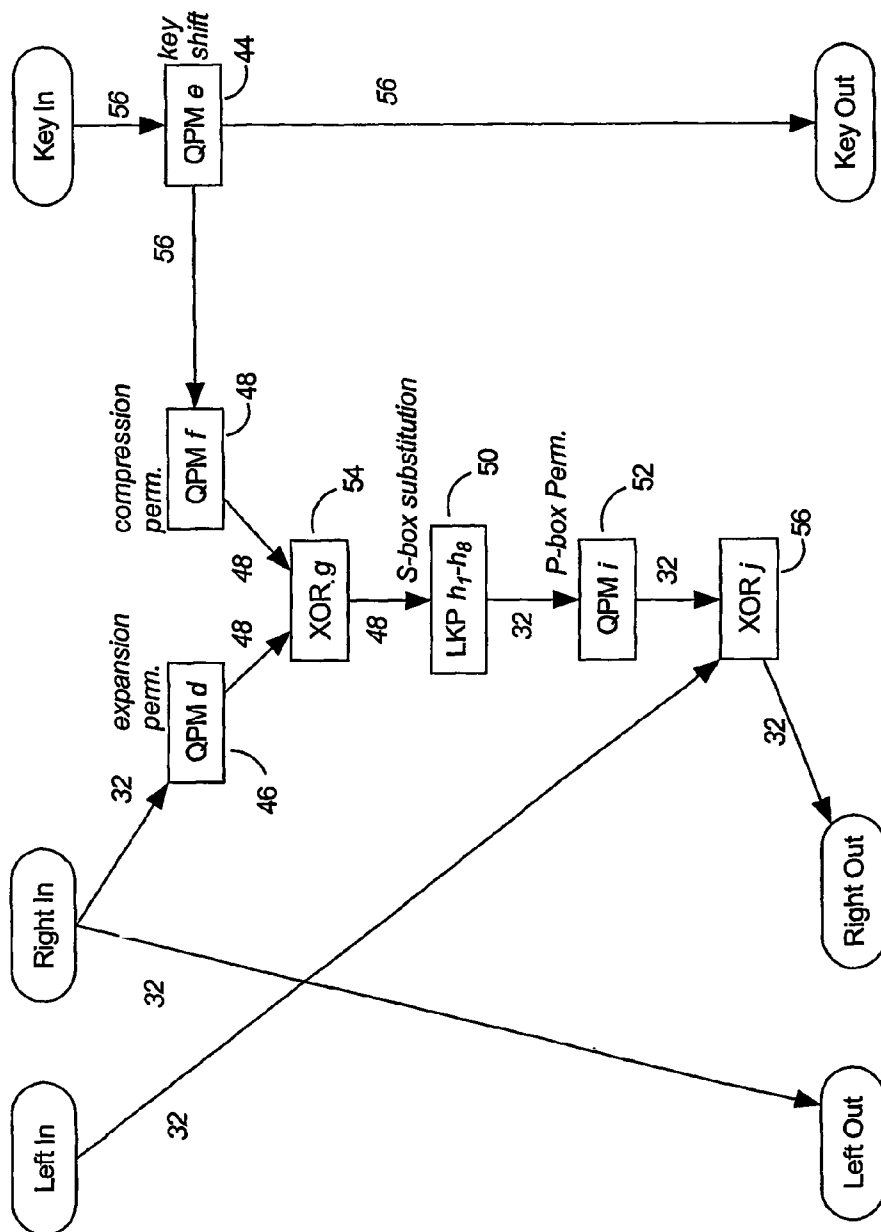 Left In
Right In
Key In
32
32
32
56
expansion
perm.
QPM d
46
compression
perm.
QPM f
48
56
QPM e
key
shift
44
56
48
48
XOR g
54
48
S-box substitution
LKP h1-h8
50
32
P-box Perm.
QPM i
52
32
XOR j
56
32
Left Out
Right Out
Key Out